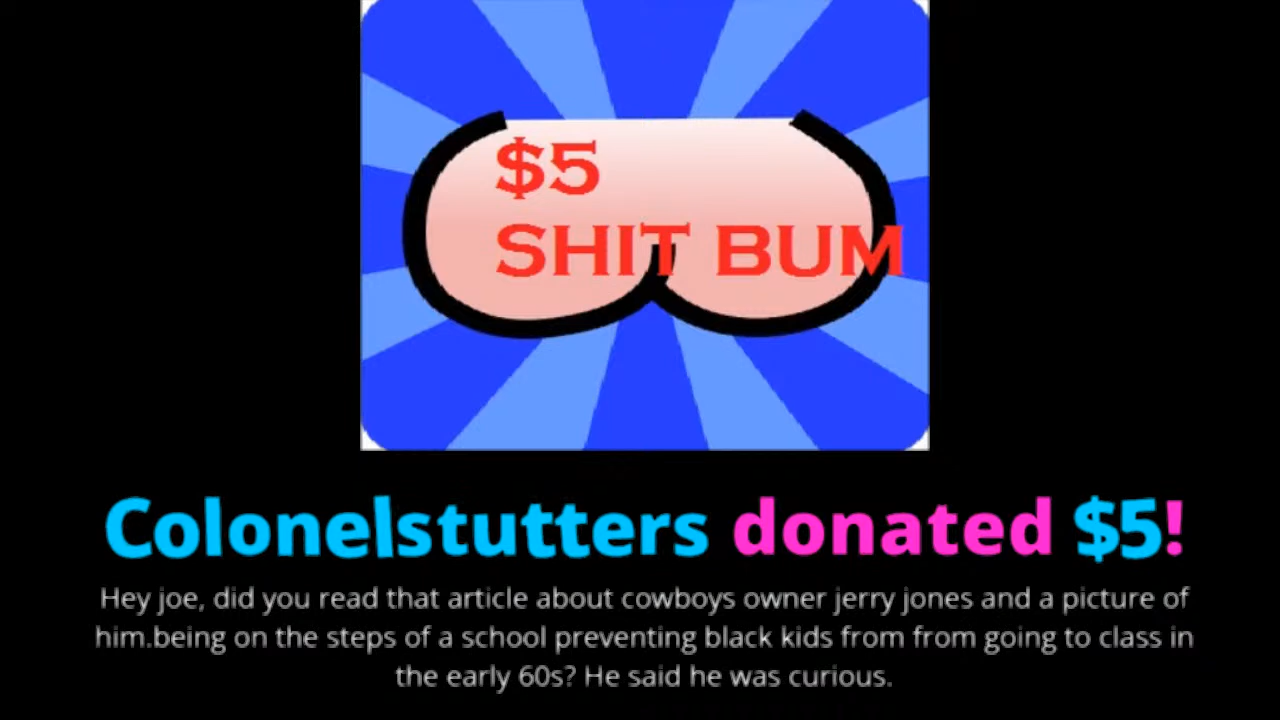 $5
SHIT BUM
Colonelstutters donated $5!
Hey joe, did you read that article about cowboys owner jerry jones and a picture of
him.being on the steps of a school preventing black kids from from going to class in
the early 60s? He said he was curious.